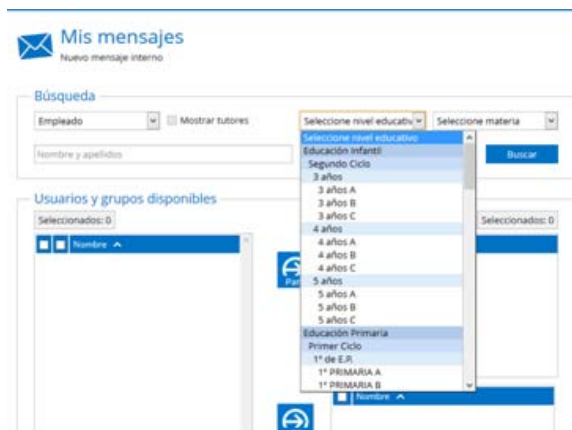 Mis mensajes
Nuevo mensaje interno
Búsqueda
Empleado
Mostrar tutores
Seleccione nivel educativ
Seleccione materia
Nombre y apellidos
Buscar
Seleccione nivel educativo
Educación Infantil
Segundo Ciclo
3 años
3 años A
3 años B
3 años C
4 años
4 años A
4 años B
4 años C
5 años
5 años A
5 años B
5 años C
Educación Primaria
Primer Ciclo
1º de E.P.
1º PRIMARIA A
1º PRIMARIA B
Usuarios y grupos disponibles
Seleccionados: 0
Seleccionados: 0
Nombre
Par
Nombre